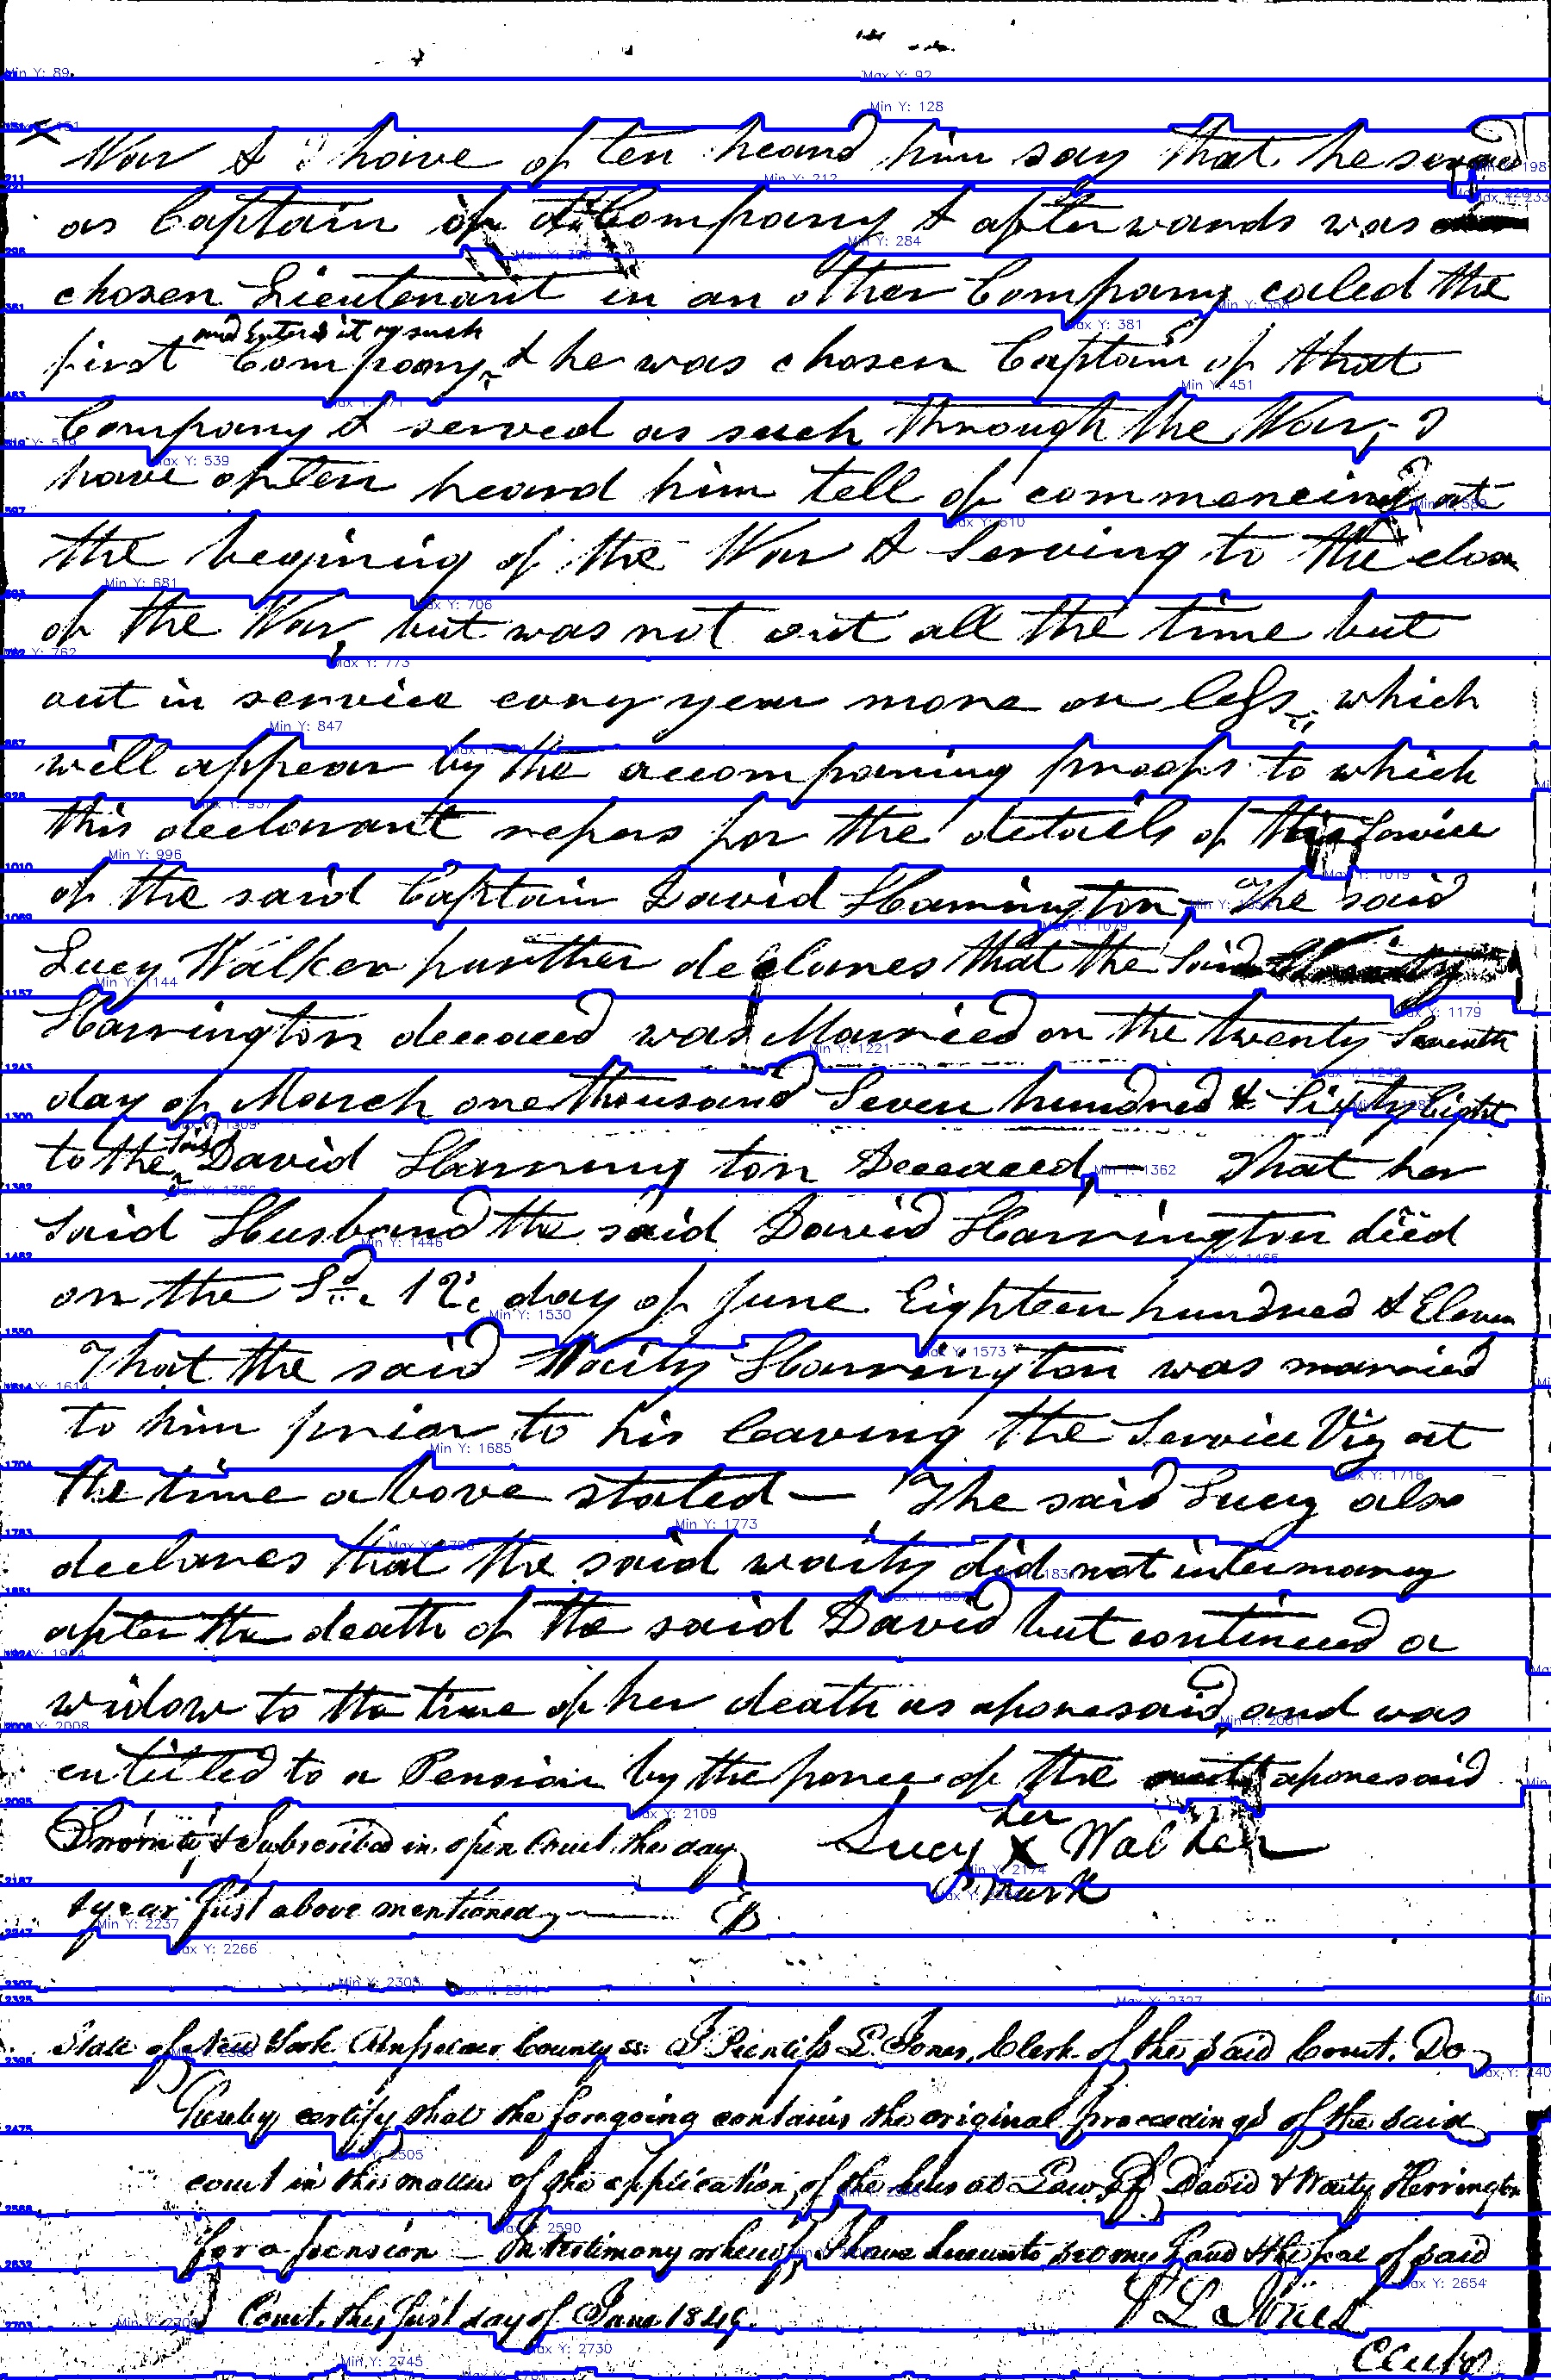 War & I have often heard him say that he served
as Captain of a Company & afterwards was
chosen Lieutenant in an other Company caled the
and Entered it as such
first Company, & he was chosen Captain of that
Company & served as such through the War, I
have often heard him tell of commencing at
the begining of the War & Serving to the close
of the War, but was not out all the time but
out in service evry year more or less, which
will appear by the accompaning proofs to which
this declarant refers for the details of the Service
of the said Captain David Harrington, The said
Lucy Walker further declares that the Said
Harrington deceaced was Married on the twenty Seventh
day of March one thousand Seven hundred & Sixty Eight
to the said David Harrington Deceaced, — That her
Said Husband the said David Harrington died
on the 12. day of June Eighteen hundred & Eleven
That the said Waity Harrington was married
to him prior to his leaving the Service Viz at
the time above stated — The said Lucy also
declares that the said waity did not intermarry
after the death of the said David but continued a
widow to the time of her death as aforesaid, and was
entitled to a Pension by the force of the aforesaid
Sworn to & Subscribed in open Court the day
& year first above mentioned
her
Lucy X Walker
mark
State of New York Rensselaer County ss. I Prentiss L. Jones, Clerk of the said Court, Do
hereby certify that the foregoing contains the original proceedings of the said
court in the matter of the application of the heirs at Law of David & Waity Herrington
for a pension — In testimony whereof, I have hereunto set my hand & the seal of said
Court, this first day of June 1849.
P L Jones
Clerk